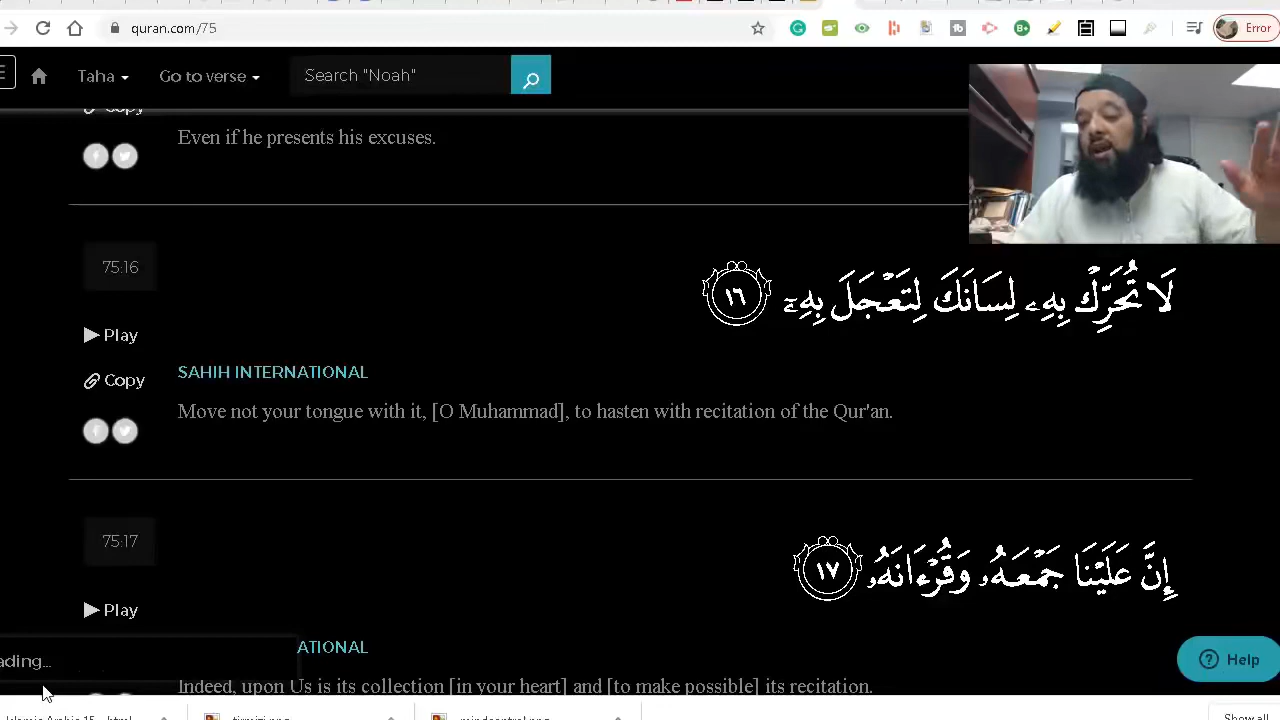 quran.com/75
Error
Taha
Go to verse
Search "Noah"
Copy
Even if he presents his excuses.
75:16
لَا تُحَرِّكْ بِهِۦ لِسَانَكَ لِتَعْجَلَ بِهِۦٓ ١٦
Play
SAHIH INTERNATIONAL
Copy
Move not your tongue with it, [O Muhammad], to hasten with recitation of the Qur'an.
75:17
إِنَّ عَلَيْنَا جَمْعَهُۥ وَقُرْءَانَهُۥ ١٧
Play
ATIONAL
ading...
Help
Indeed, upon Us is its collection [in your heart] and [to make possible] its recitation.
Show all